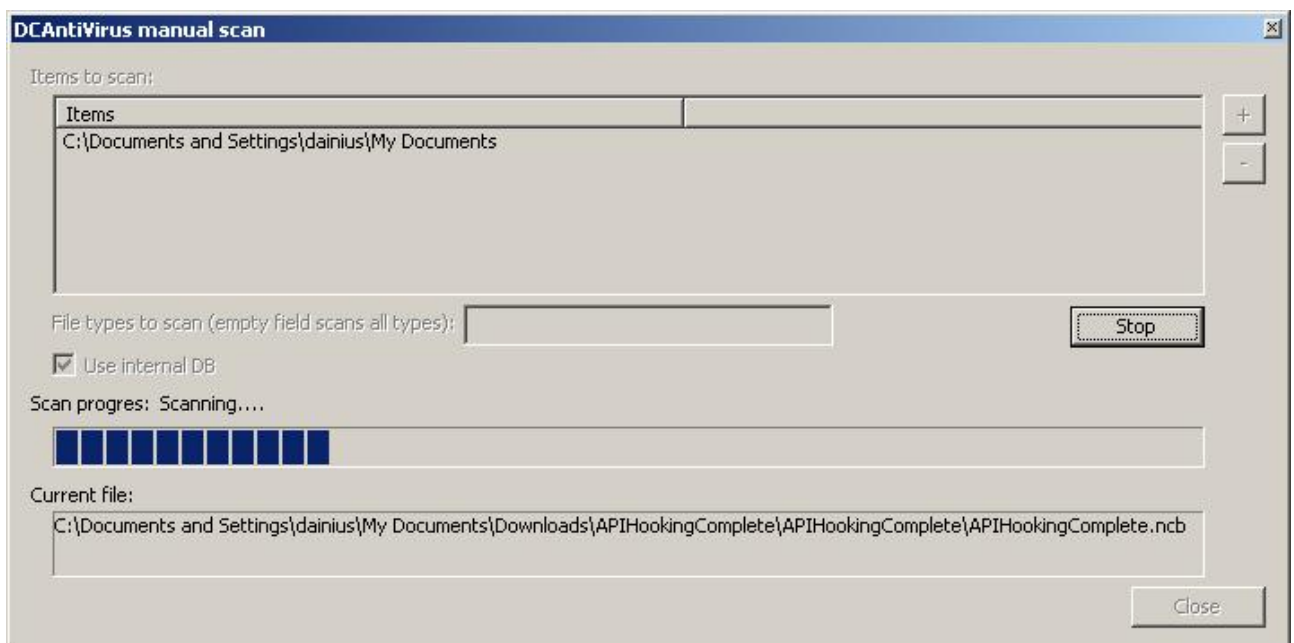 DCAntiVirus manual scan
Items to scan:
Items
C:\Documents and Settings\dainius\My Documents
+
-
File types to scan (empty field scans all types):
Stop
Use internal DB
Scan progres: Scanning....
Current file:
C:\Documents and Settings\dainius\My Documents\Downloads\APIHookingComplete\APIHookingComplete\APIHookingComplete.ncb
Close